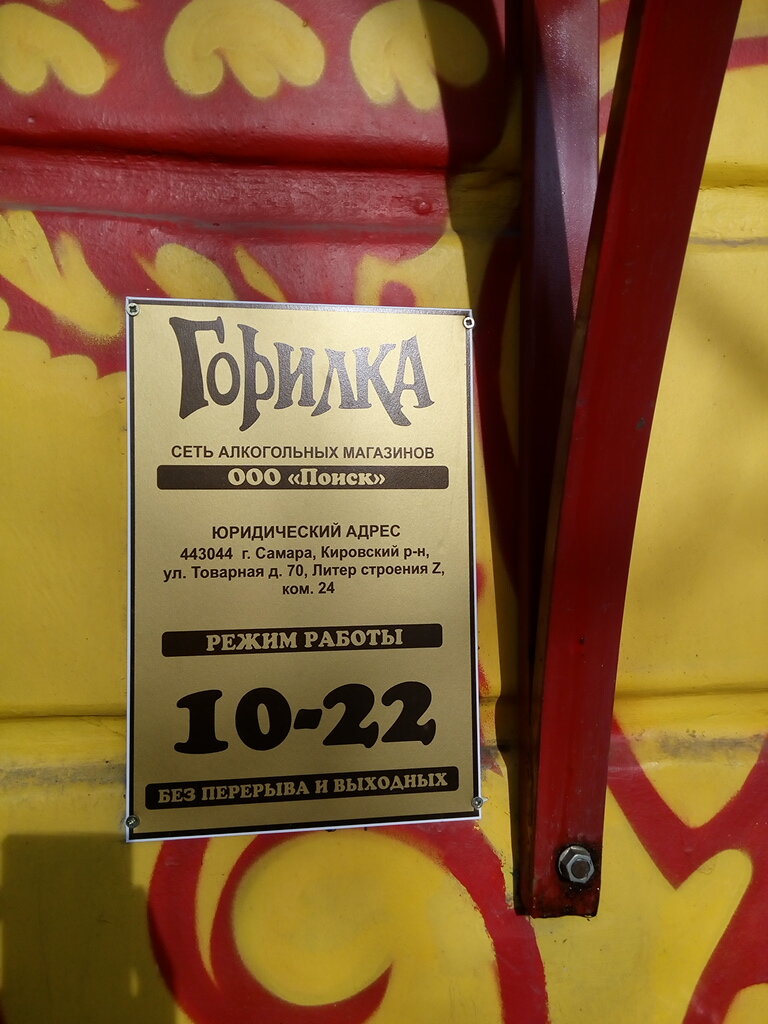 Горилка
СЕТЬ АЛКОГОЛЬНЫХ МАГАЗИНОВ
ООО «Поиск»
ЮРИДИЧЕСКИЙ АДРЕС
443044 г. Самара, Кировский р-н,
ул. Товарная д. 70, Литер строения Z,
ком. 24
РЕЖИМ РАБОТЫ
10-22
БЕЗ ПЕРЕРЫВА И ВЫХОДНЫХ